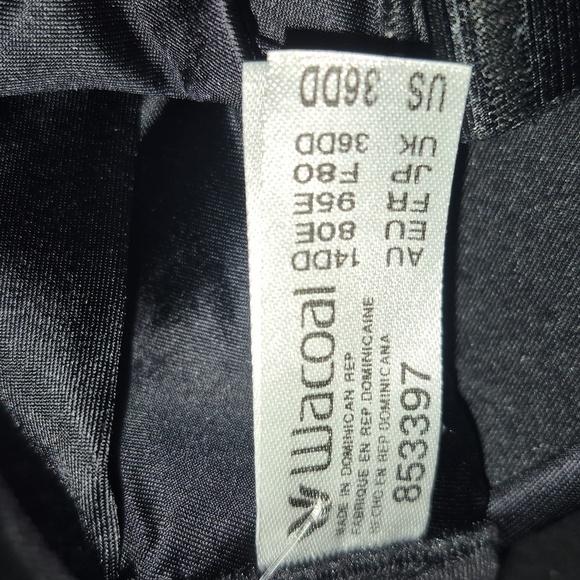 US 36DD
UK 36DD
JP F80
FR 95E
EU 80E
AU 14DD
Wacoal
MADE IN DOMINICAN REP
FABRIQUE EN REP DOMINICAINE
HECHO EN REP DOMINICANA
853397